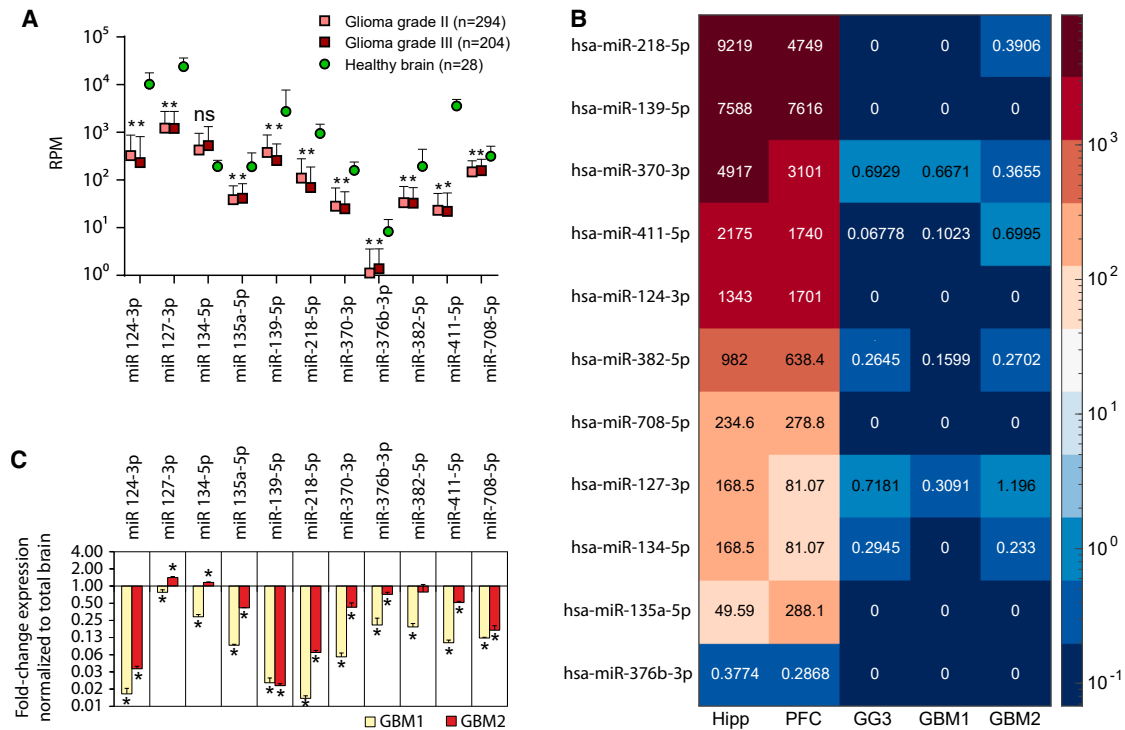 A
Glioma grade II (n=294)
Glioma grade III (n=204)
Healthy brain (n=28)
RPM
10^5
10^4
10^3
10^2
10^1
10^0
** ** ns ** ** ** ** ** ** ** **
miR 124-3p
miR 127-3p
miR 134-5p
miR 135a-5p
miR-139-5p
miR-218-5p
miR-370-3p
miR-376b-3p
miR-382-5p
miR-411-5p
miR-708-5p
B
hsa-miR-218-5p 9219 4749 0 0 0.3906
hsa-miR-139-5p 7588 7616 0 0 0
hsa-miR-370-3p 4917 3101 0.6929 0.6671 0.3655
hsa-miR-411-5p 2175 1740 0.06778 0.1023 0.6995
hsa-miR-124-3p 1343 1701 0 0 0
hsa-miR-382-5p 982 638.4 0.2645 0.1599 0.2702
hsa-miR-708-5p 234.6 278.8 0 0 0
hsa-miR-127-3p 168.5 81.07 0.7181 0.3091 1.196
hsa-miR-134-5p 168.5 81.07 0.2945 0 0.233
hsa-miR-135a-5p 49.59 288.1 0 0 0
hsa-miR-376b-3p 0.3774 0.2868 0 0 0
Hipp PFC GG3 GBM1 GBM2
10^3
10^2
10^1
10^0
10^-1
C
miR 124-3p
miR 127-3p
miR 134-5p
miR 135a-5p
miR-139-5p
miR-218-5p
miR-370-3p
miR-376b-3p
miR-382-5p
miR-411-5p
miR-708-5p
Fold-change expression
normalized to total brain
4.00
2.00
1.00
0.50
0.25
0.13
0.06
0.03
0.02
0.01
* * * * * * * * * * * * * * * * * * * *
GBM1 GBM2